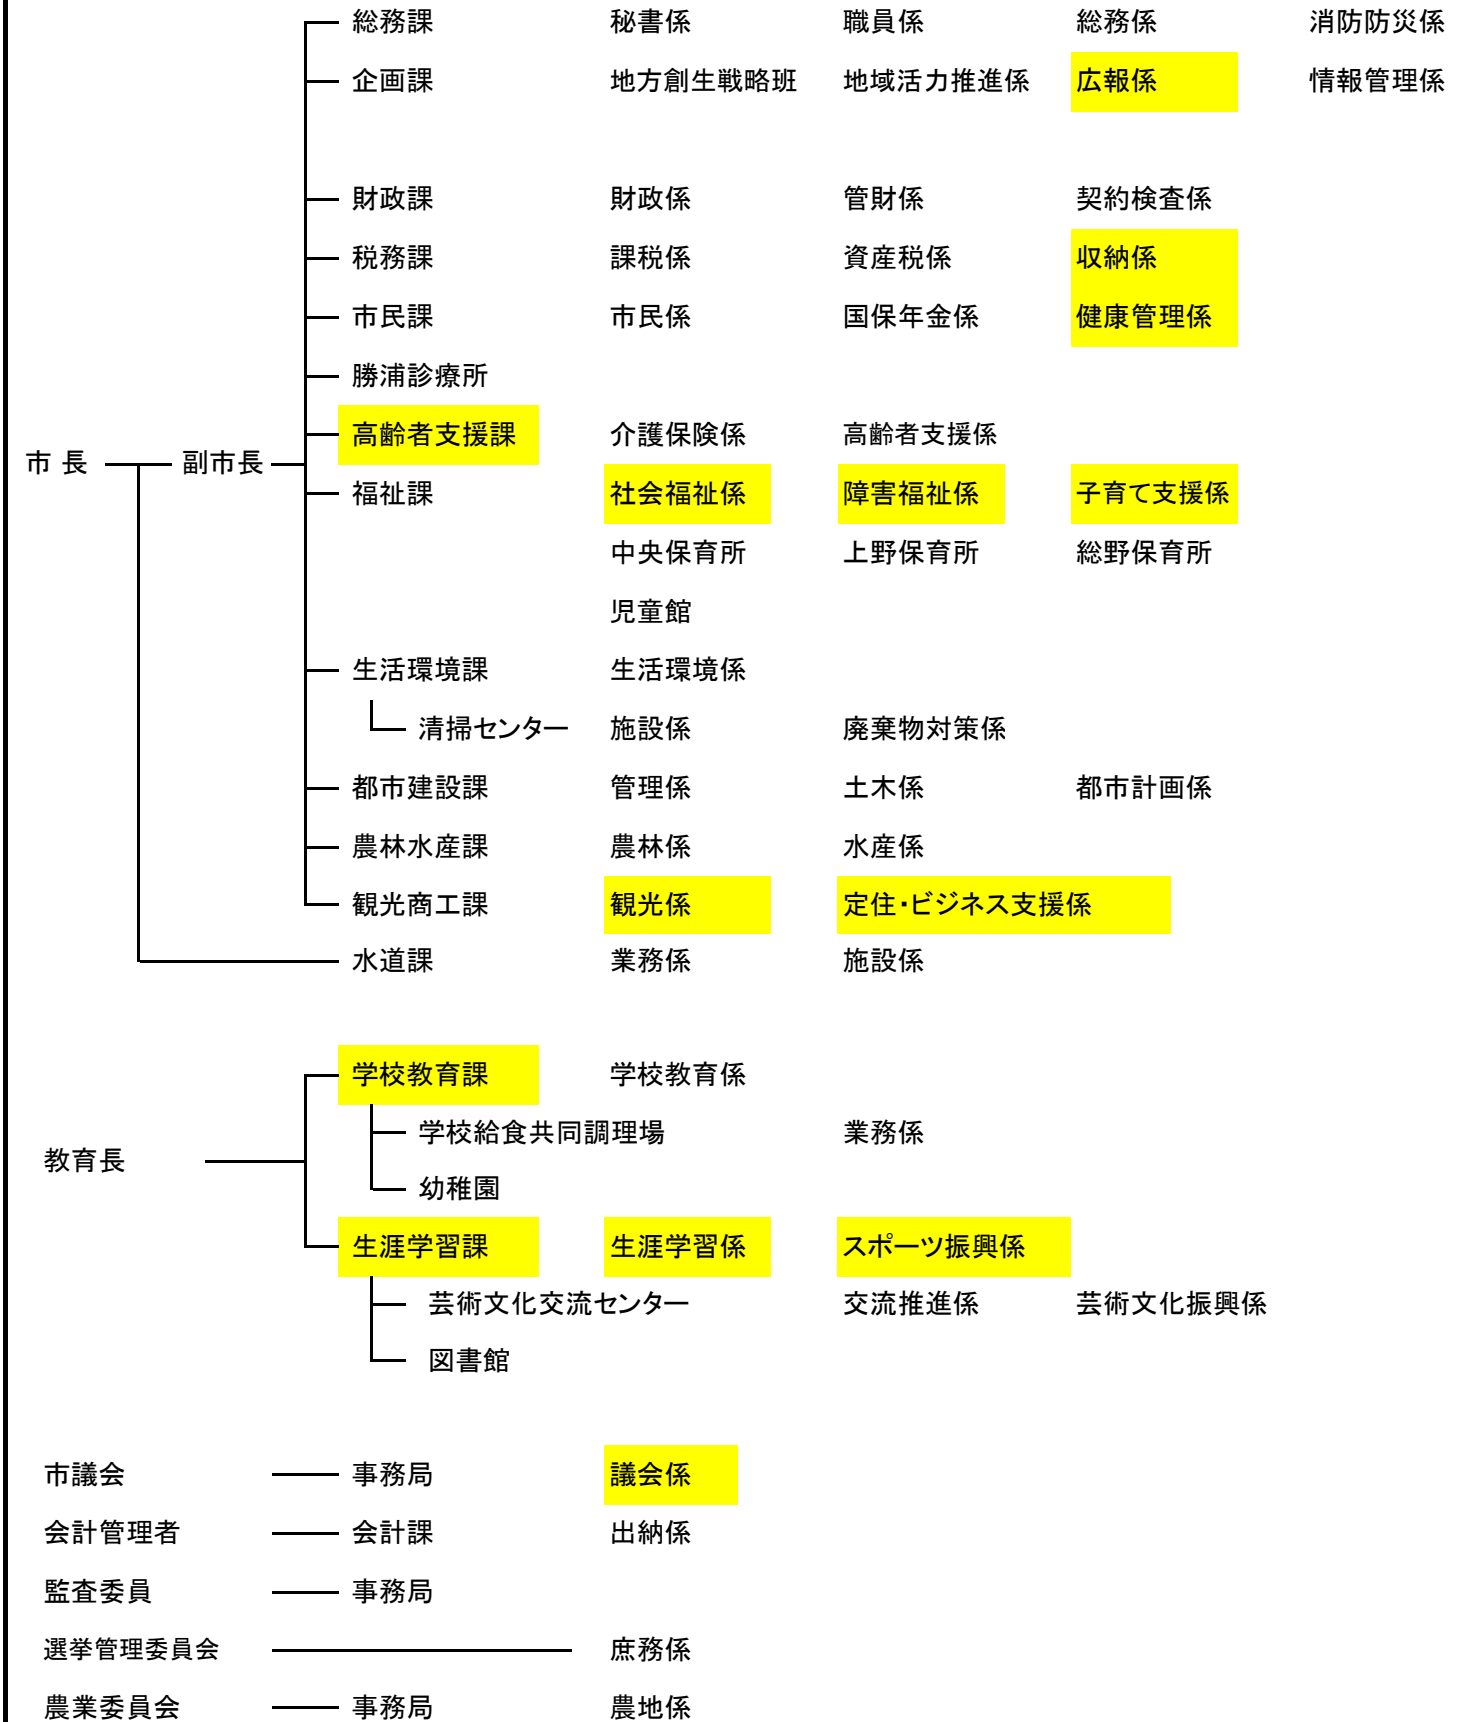 総務課 秘書係 職員係 総務係 消防防災係
企画課 地方創生戦略班 地域活力推進係 広報係 情報管理係
財政課 財政係 管財係 契約検査係
税務課 課税係 資産税係 収納係
市民課 市民係 国保年金係 健康管理係
勝浦診療所
高齢者支援課 介護保険係 高齢者支援係
市 長 副市長
福祉課 社会福祉係 障害福祉係 子育て支援係
中央保育所 上野保育所 総野保育所
児童館
生活環境課 生活環境係
清掃センター 施設係 廃棄物対策係
都市建設課 管理係 土木係 都市計画係
農林水産課 農林係 水産係
観光商工課 観光係 定住・ビジネス支援係
水道課 業務係 施設係
学校教育課 学校教育係
学校給食共同調理場 業務係
教育長
幼稚園
生涯学習課 生涯学習係 スポーツ振興係
芸術文化交流センター 交流推進係 芸術文化振興係
図書館
市議会 事務局 議会係
会計管理者 会計課 出納係
監査委員 事務局
選挙管理委員会 庶務係
農業委員会 事務局 農地係